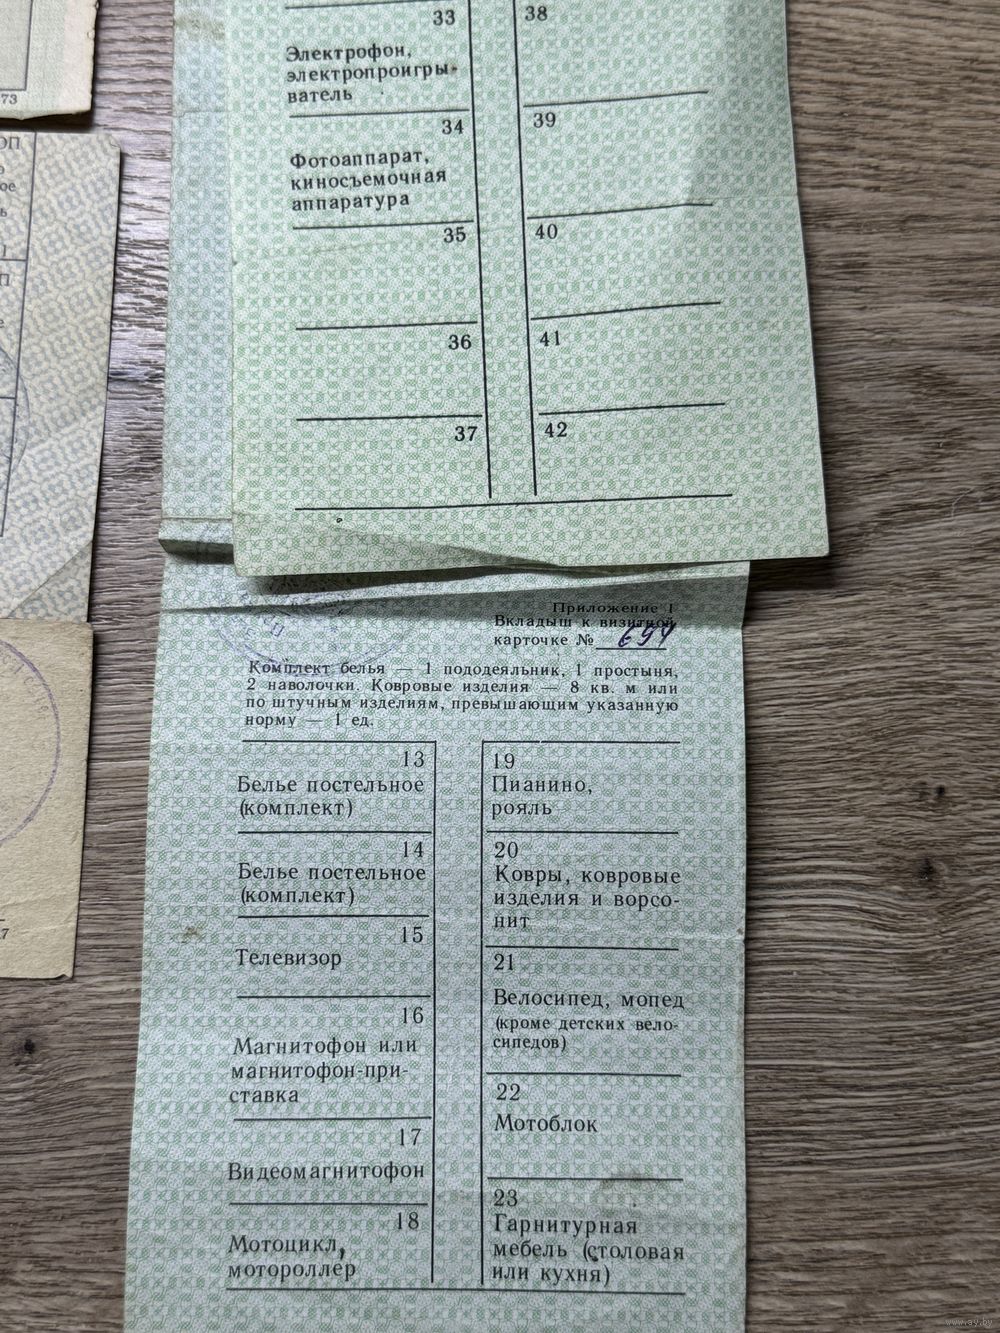 73
33
Электрофон,
электропроигры-
ватель
34
Фотоаппарат,
киносъемочная
аппаратура
35
36
37
38
39
40
41
42
Приложение 1
Вкладыш к визитной
карточке № 694
Комплект белья — 1 пододеяльник, 1 простыня,
2 наволочки. Ковровые изделия — 8 кв. м или
по штучным изделиям, превышающим указанную
норму — 1 ед.
13
Белье постельное
(комплект)
14
Белье постельное
(комплект)
15
Телевизор
16
Магнитофон или
магнитофон-при-
ставка
17
Видеомагнитофон
18
Мотоцикл,
мотороллер
19
Пианино,
рояль
20
Ковры, ковровые
изделия и ворсо-
нит
21
Велосипед, мопед
(кроме детских вело-
сипедов)
22
Мотоблок
23
Гарнитурная
мебель (столовая
или кухня)
www.ay.by